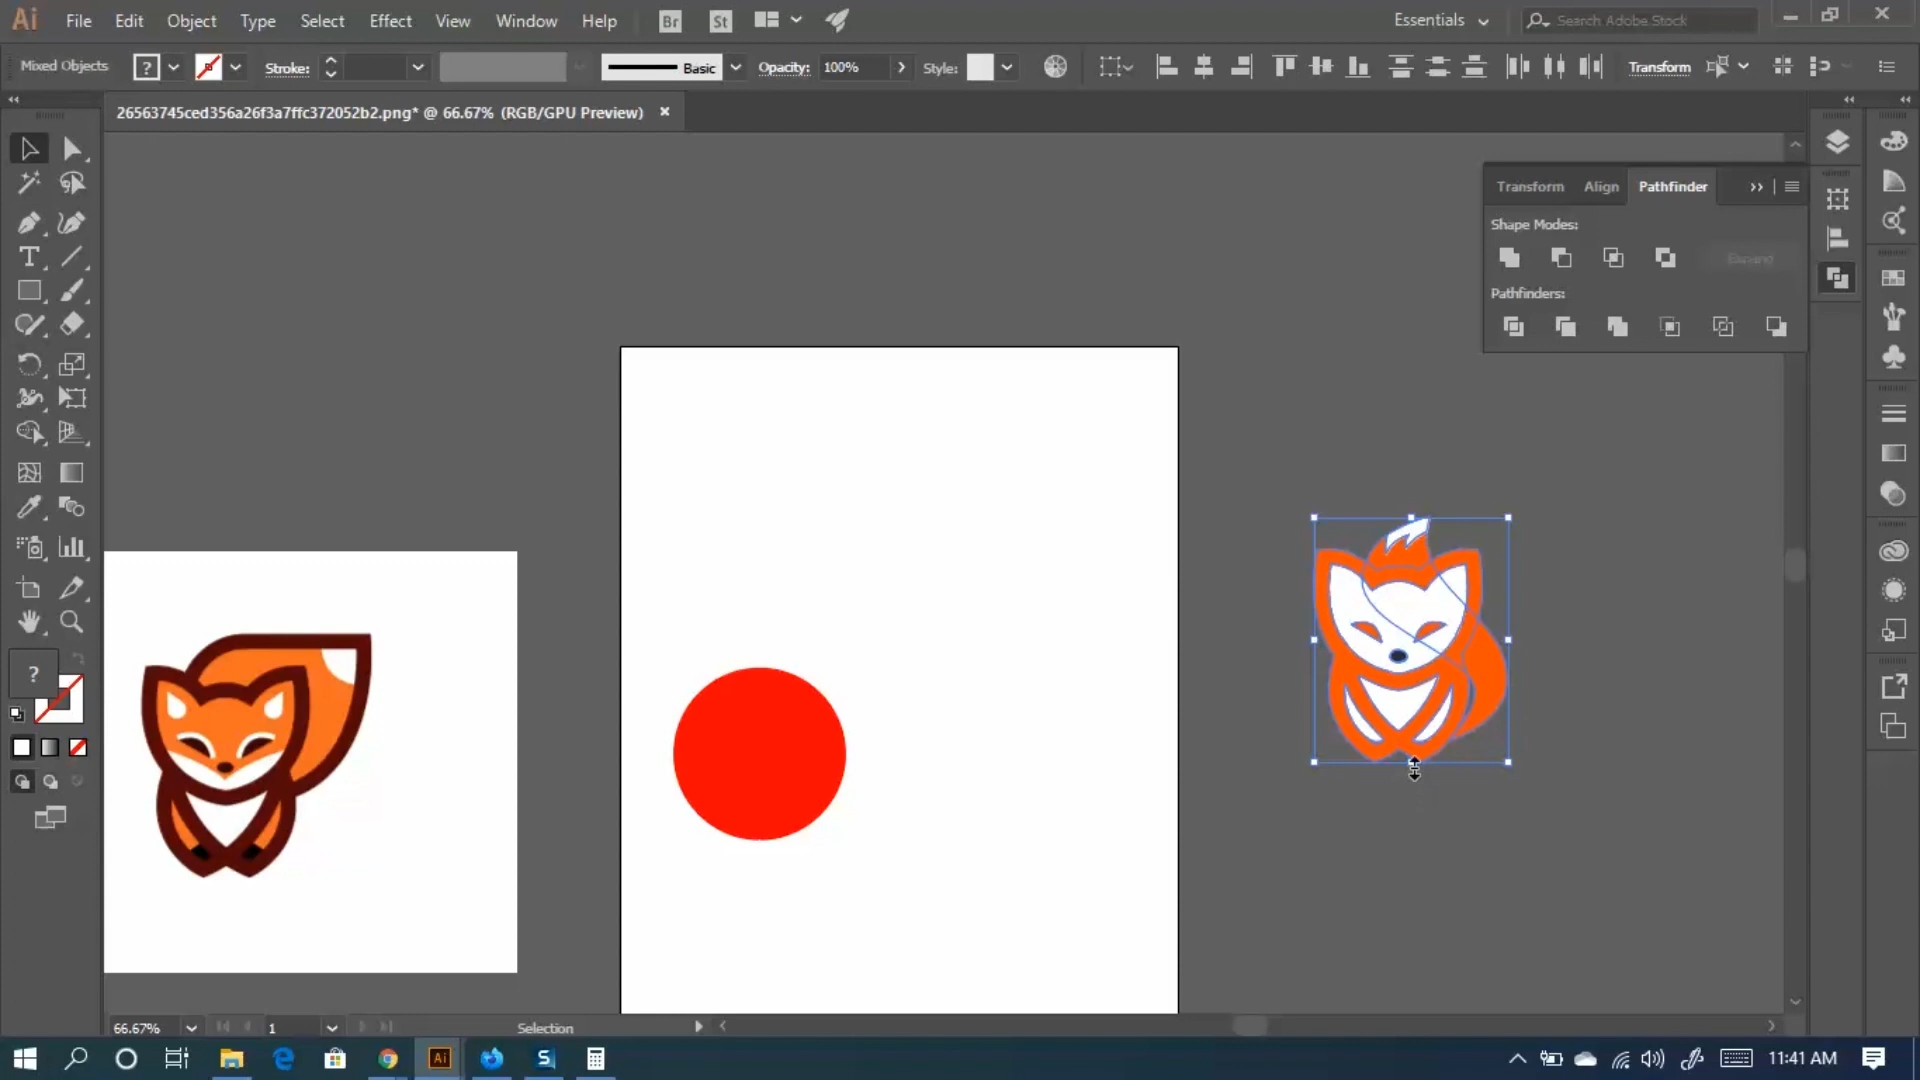 Ai File Edit Object Type Select Effect View Window Help Br St Essentials Search Adobe Stock
Mixed Objects ? Stroke: Basic Opacity: 100% Style: Transform
26563745ced356a26f3a7ffc372052b2.png* @ 66.67% (RGB/GPU Preview)
Transform Align Pathfinder
Shape Modes:
Expand
Pathfinders:
T
?
66.67% 1 Selection
Ai S 11:41 AM